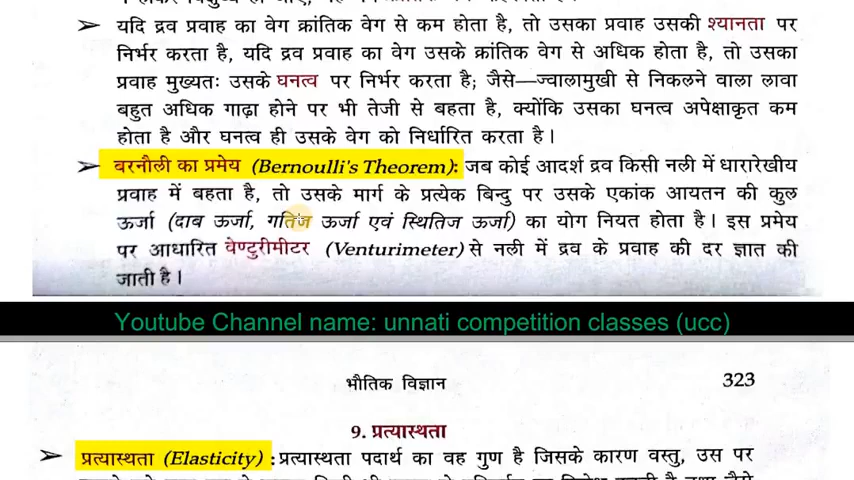 ➢ यदि द्रव प्रवाह का वेग क्रांतिक वेग से कम होता है, तो उसका प्रवाह उसकी श्यानता पर
निर्भर करता है, यदि द्रव प्रवाह का वेग उसके क्रांतिक वेग से अधिक होता है, तो उसका
प्रवाह मुख्यतः उसके घनत्व पर निर्भर करता है; जैसे—ज्वालामुखी से निकलने वाला लावा
बहुत अधिक गाढ़ा होने पर भी तेजी से बहता है, क्योंकि उसका घनत्व अपेक्षाकृत कम
होता है और घनत्व ही उसके वेग को निर्धारित करता है।
➢ बरनौली का प्रमेय (Bernoulli's Theorem): जब कोई आदर्श द्रव किसी नली में धारारेखीय
प्रवाह में बहता है, तो उसके मार्ग के प्रत्येक बिन्दु पर उसके एकांक आयतन की कुल
ऊर्जा (दाब ऊर्जा, गतिज ऊर्जा एवं स्थितिज ऊर्जा) का योग नियत होता है। इस प्रमेय
पर आधारित वेण्टुरीमीटर (Venturimeter) से नली में द्रव के प्रवाह की दर ज्ञात की
जाती है।
Youtube Channel name: unnati competition classes (ucc)
भौतिक विज्ञान 323
9. प्रत्यास्थता
➢ प्रत्यास्थता (Elasticity) : प्रत्यास्थता पदार्थ का वह गुण है जिसके कारण वस्तु, उस पर